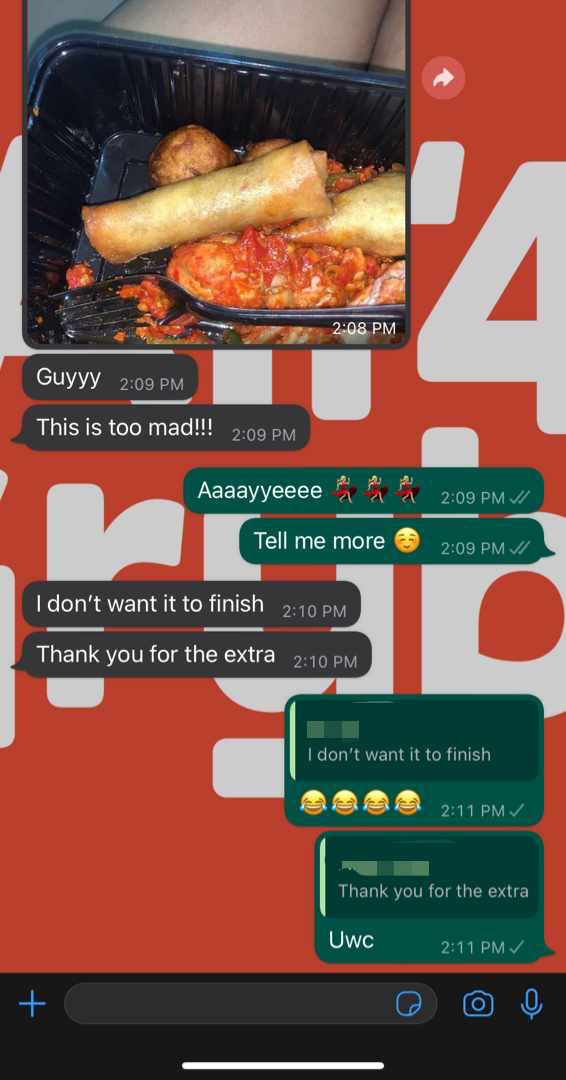 2:08 PM
Guyyy 2:09 PM
This is too mad!!! 2:09 PM
Aaaayyeeee 💃🏽💃🏽💃🏽 2:09 PM
Tell me more ☺️ 2:09 PM
I don't want it to finish 2:10 PM
Thank you for the extra 2:10 PM
I don't want it to finish
😂😂😂😂 2:11 PM
Thank you for the extra
Uwc 2:11 PM